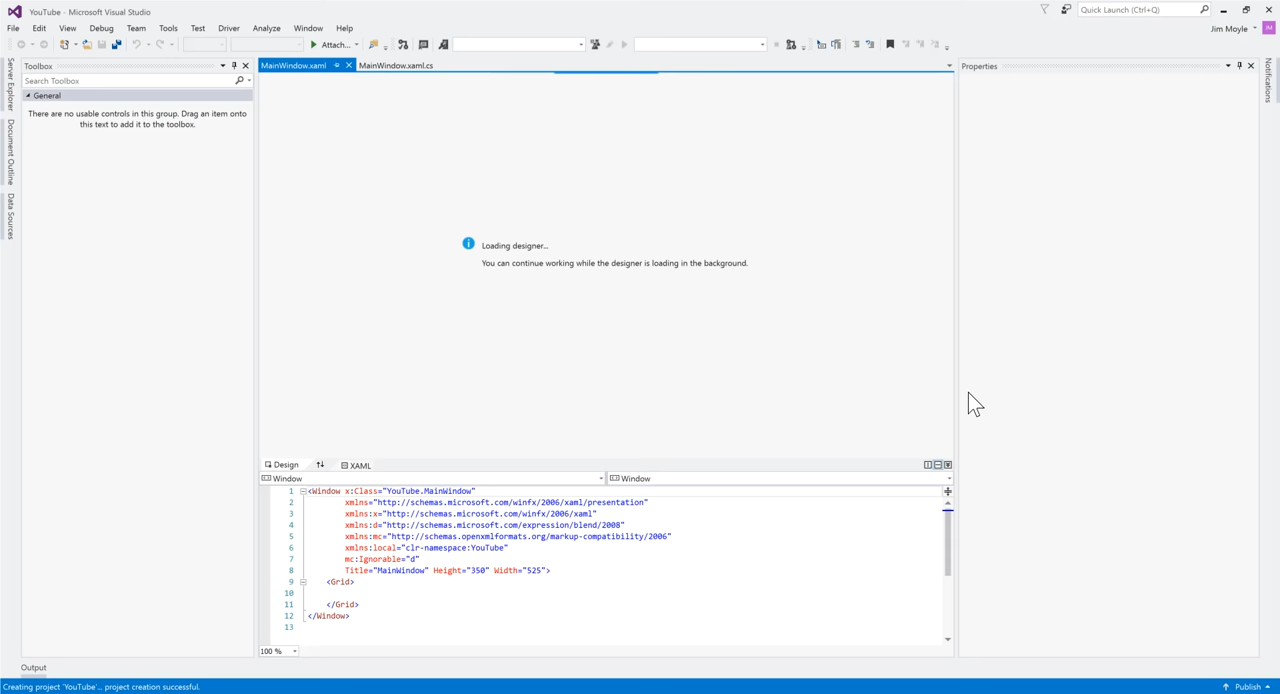 YouTube - Microsoft Visual Studio
Quick Launch (Ctrl+Q)
File Edit View Debug Team Tools Test Driver Analyze Window Help
Jim Moyle JM
Attach...
Server Explorer
Document Outline
Data Sources
Toolbox
Search Toolbox
General
There are no usable controls in this group. Drag an item onto
this text to add it to the toolbox.
MainWindow.xaml MainWindow.xaml.cs
Loading designer...
You can continue working while the designer is loading in the background.
Design XAML
Window Window
1 <Window x:Class="YouTube.MainWindow"
2 xmlns="http://schemas.microsoft.com/winfx/2006/xaml/presentation"
3 xmlns:x="http://schemas.microsoft.com/winfx/2006/xaml"
4 xmlns:d="http://schemas.microsoft.com/expression/blend/2008"
5 xmlns:mc="http://schemas.openxmlformats.org/markup-compatibility/2006"
6 xmlns:local="clr-namespace:YouTube"
7 mc:Ignorable="d"
8 Title="MainWindow" Height="350" Width="525">
9 <Grid>
10
11 </Grid>
12 </Window>
13
100 %
Properties
Notifications
Output
Creating project 'YouTube'... project creation successful.
Publish